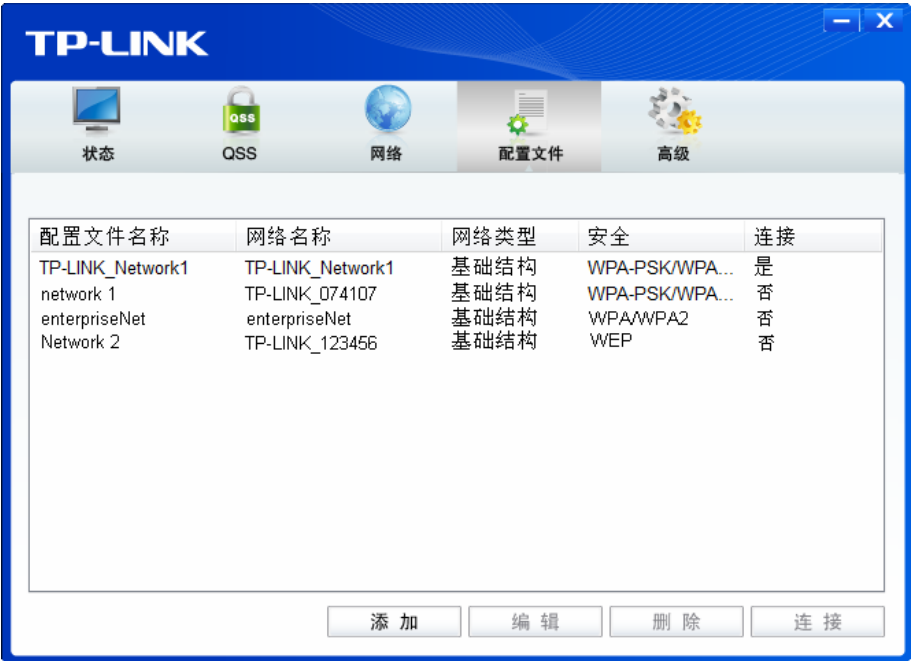 TP-LINK
QSS
状态 QSS 网络 配置文件 高级
配置文件名称 网络名称 网络类型 安全 连接
TP-LINK_Network1 TP-LINK_Network1 基础结构 WPA-PSK/WPA... 是
network 1 TP-LINK_074107 基础结构 WPA-PSK/WPA... 否
enterpriseNet enterpriseNet 基础结构 WPA/WPA2 否
Network 2 TP-LINK_123456 基础结构 WEP 否
添 加 编 辑 删 除 连 接